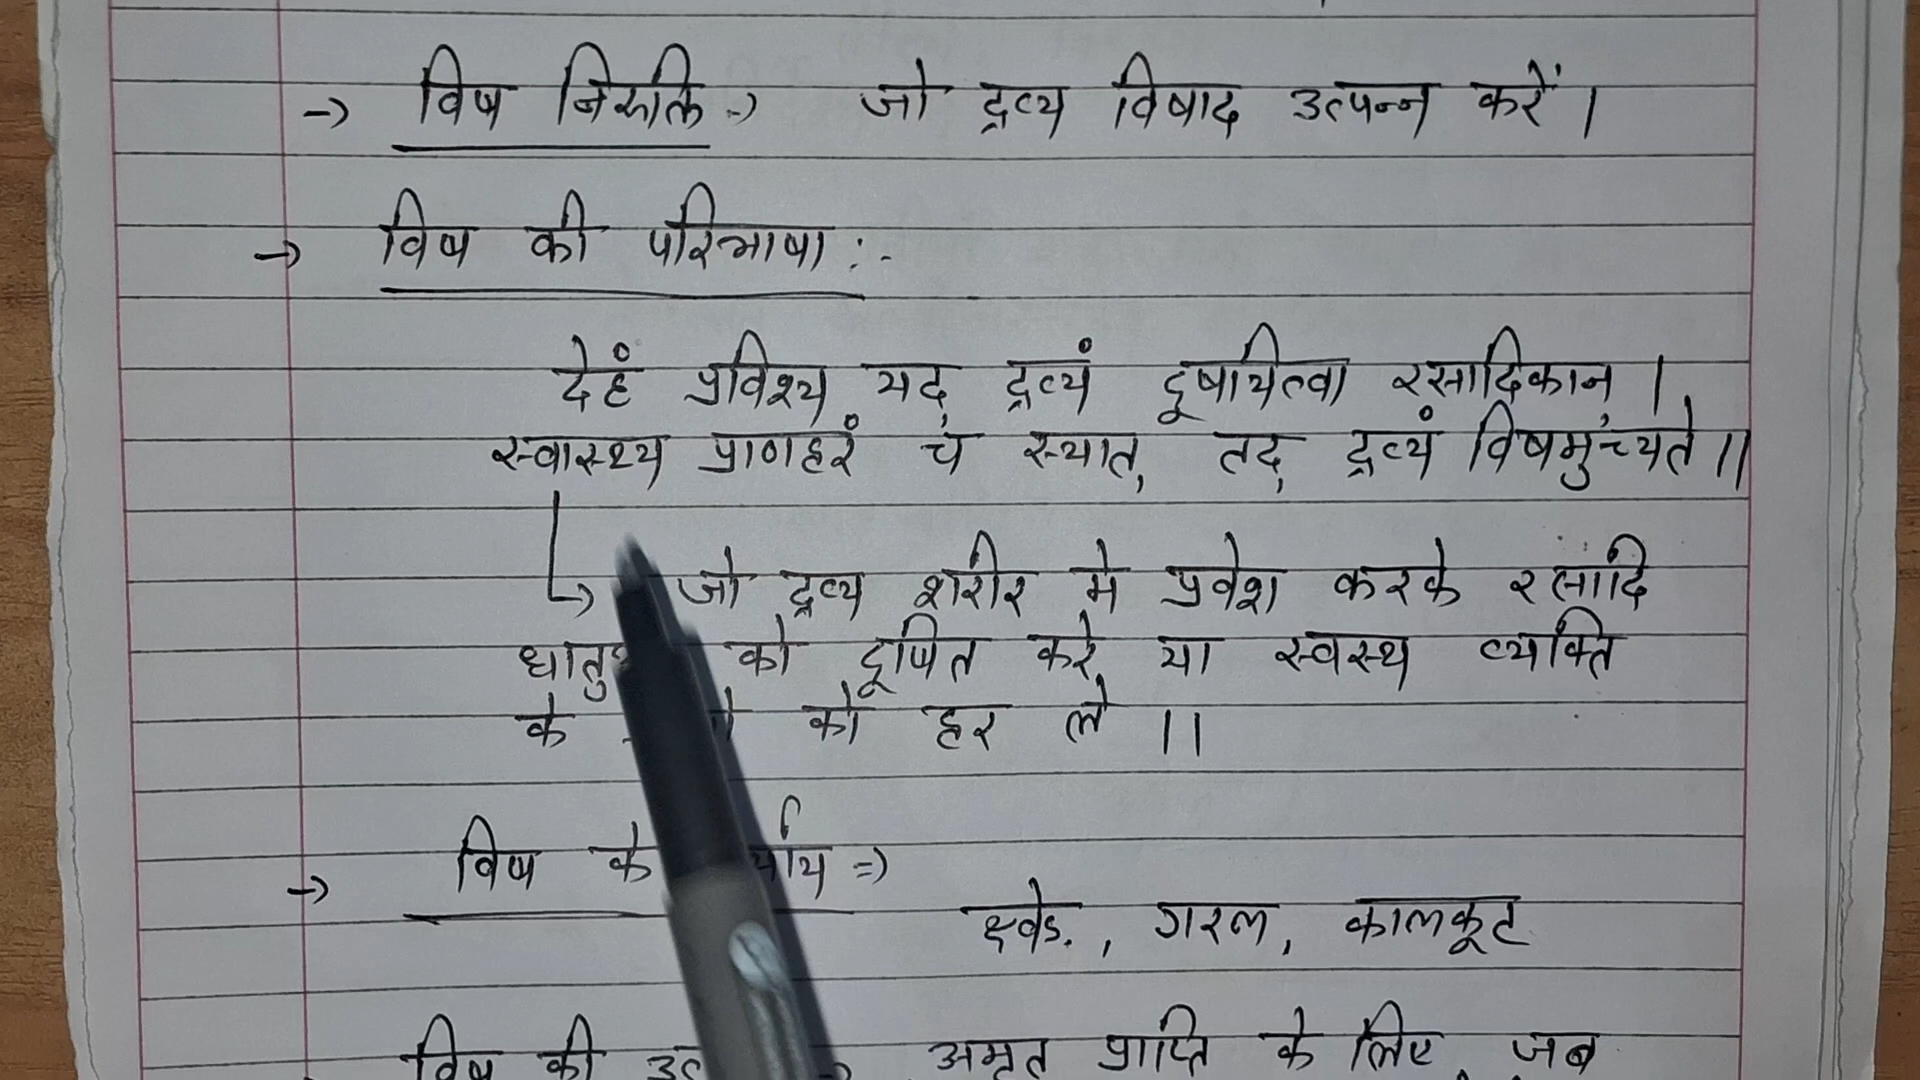 → विष निरुक्ति → जो द्रव्य विषाद उत्पन्न करें ।
→ विष की परिभाषा :-
देहं प्रविश्य यद् द्रव्यं दूषयित्वा रसादिकान् ।
स्वास्थ्य प्राणहरं च स्यात् तद् द्रव्यं विषमुच्यते ॥
→ जो द्रव्य शरीर मे प्रवेश करके रसादि
को दूषित करे या स्वस्थ व्यक्ति
के को हर ले ॥
→ विष के =>
क्ष्वेड़, गरल, कालकूट
विष की अमृत प्राप्ति के लिए जब